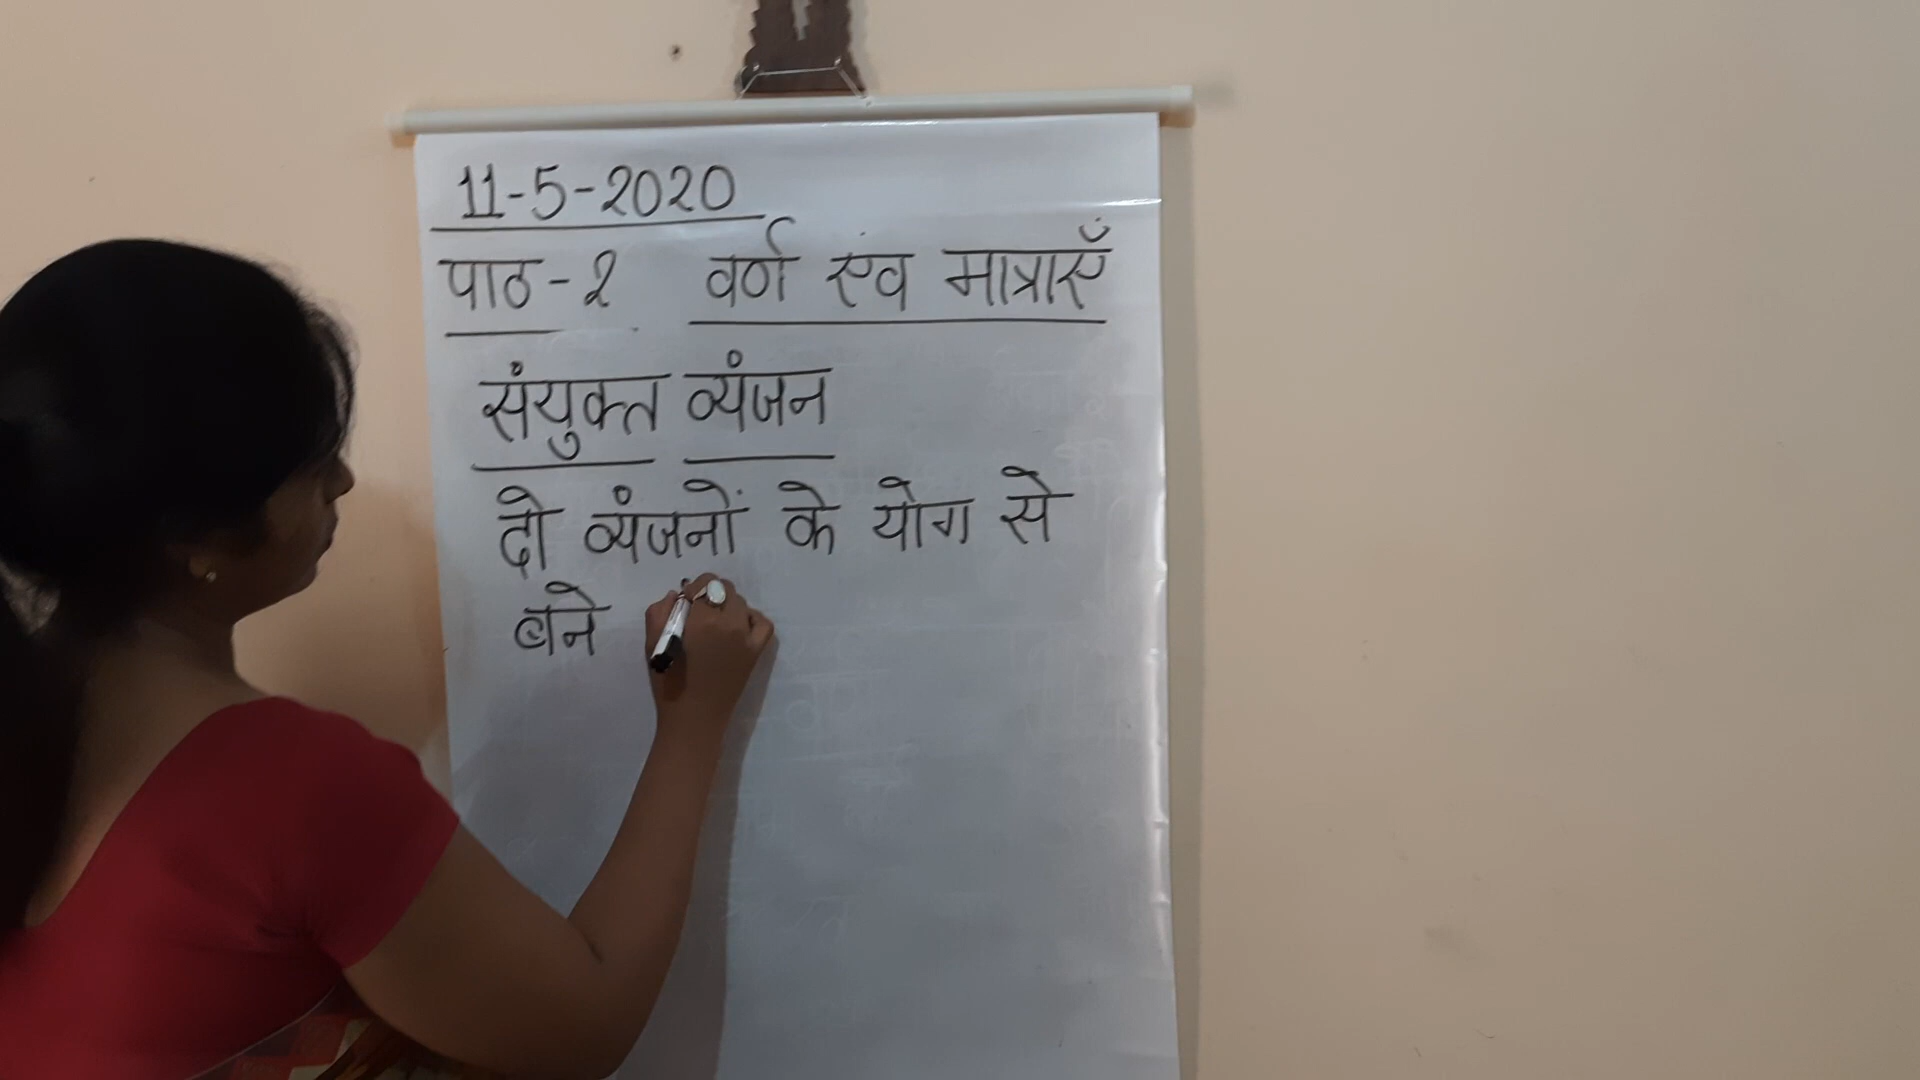 11-5-2020
पाठ-2 वर्ण एंव मात्राएँ
संयुक्त व्यंजन
दो व्यंजनों के योग से
बने